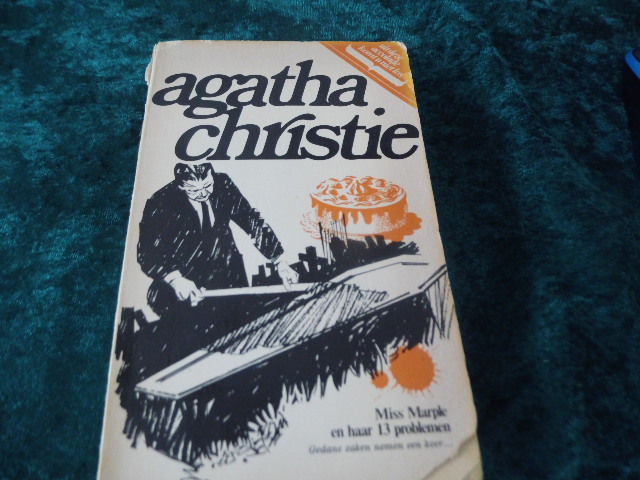 agatha
christie
Miss Marple
en haar 13 problemen
Gedane zaken nemen een keer...